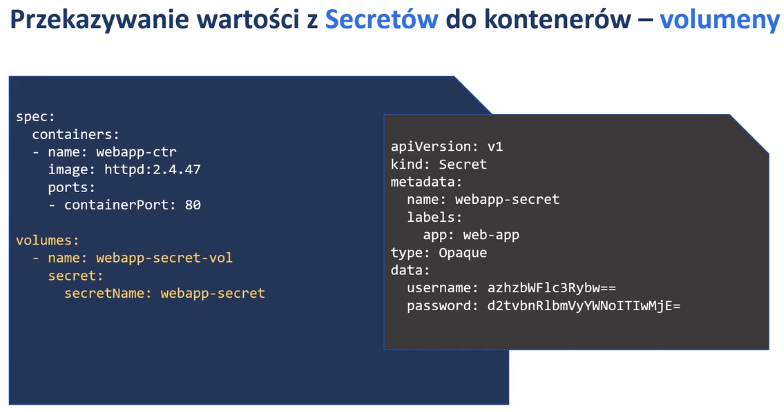 Przekazywanie wartości z Secretów do kontenerów – volumeny
spec:
  containers:
  - name: webapp-ctr
    image: httpd:2.4.47
    ports:
    - containerPort: 80
volumes:
  - name: webapp-secret-vol
    secret:
      secretName: webapp-secret
apiVersion: v1
kind: Secret
metadata:
  name: webapp-secret
  labels:
    app: web-app
type: Opaque
data:
  username: azhzbWFlc3Rybw==
  password: d2tvbnRlbmVyYWNoITIwMjE=